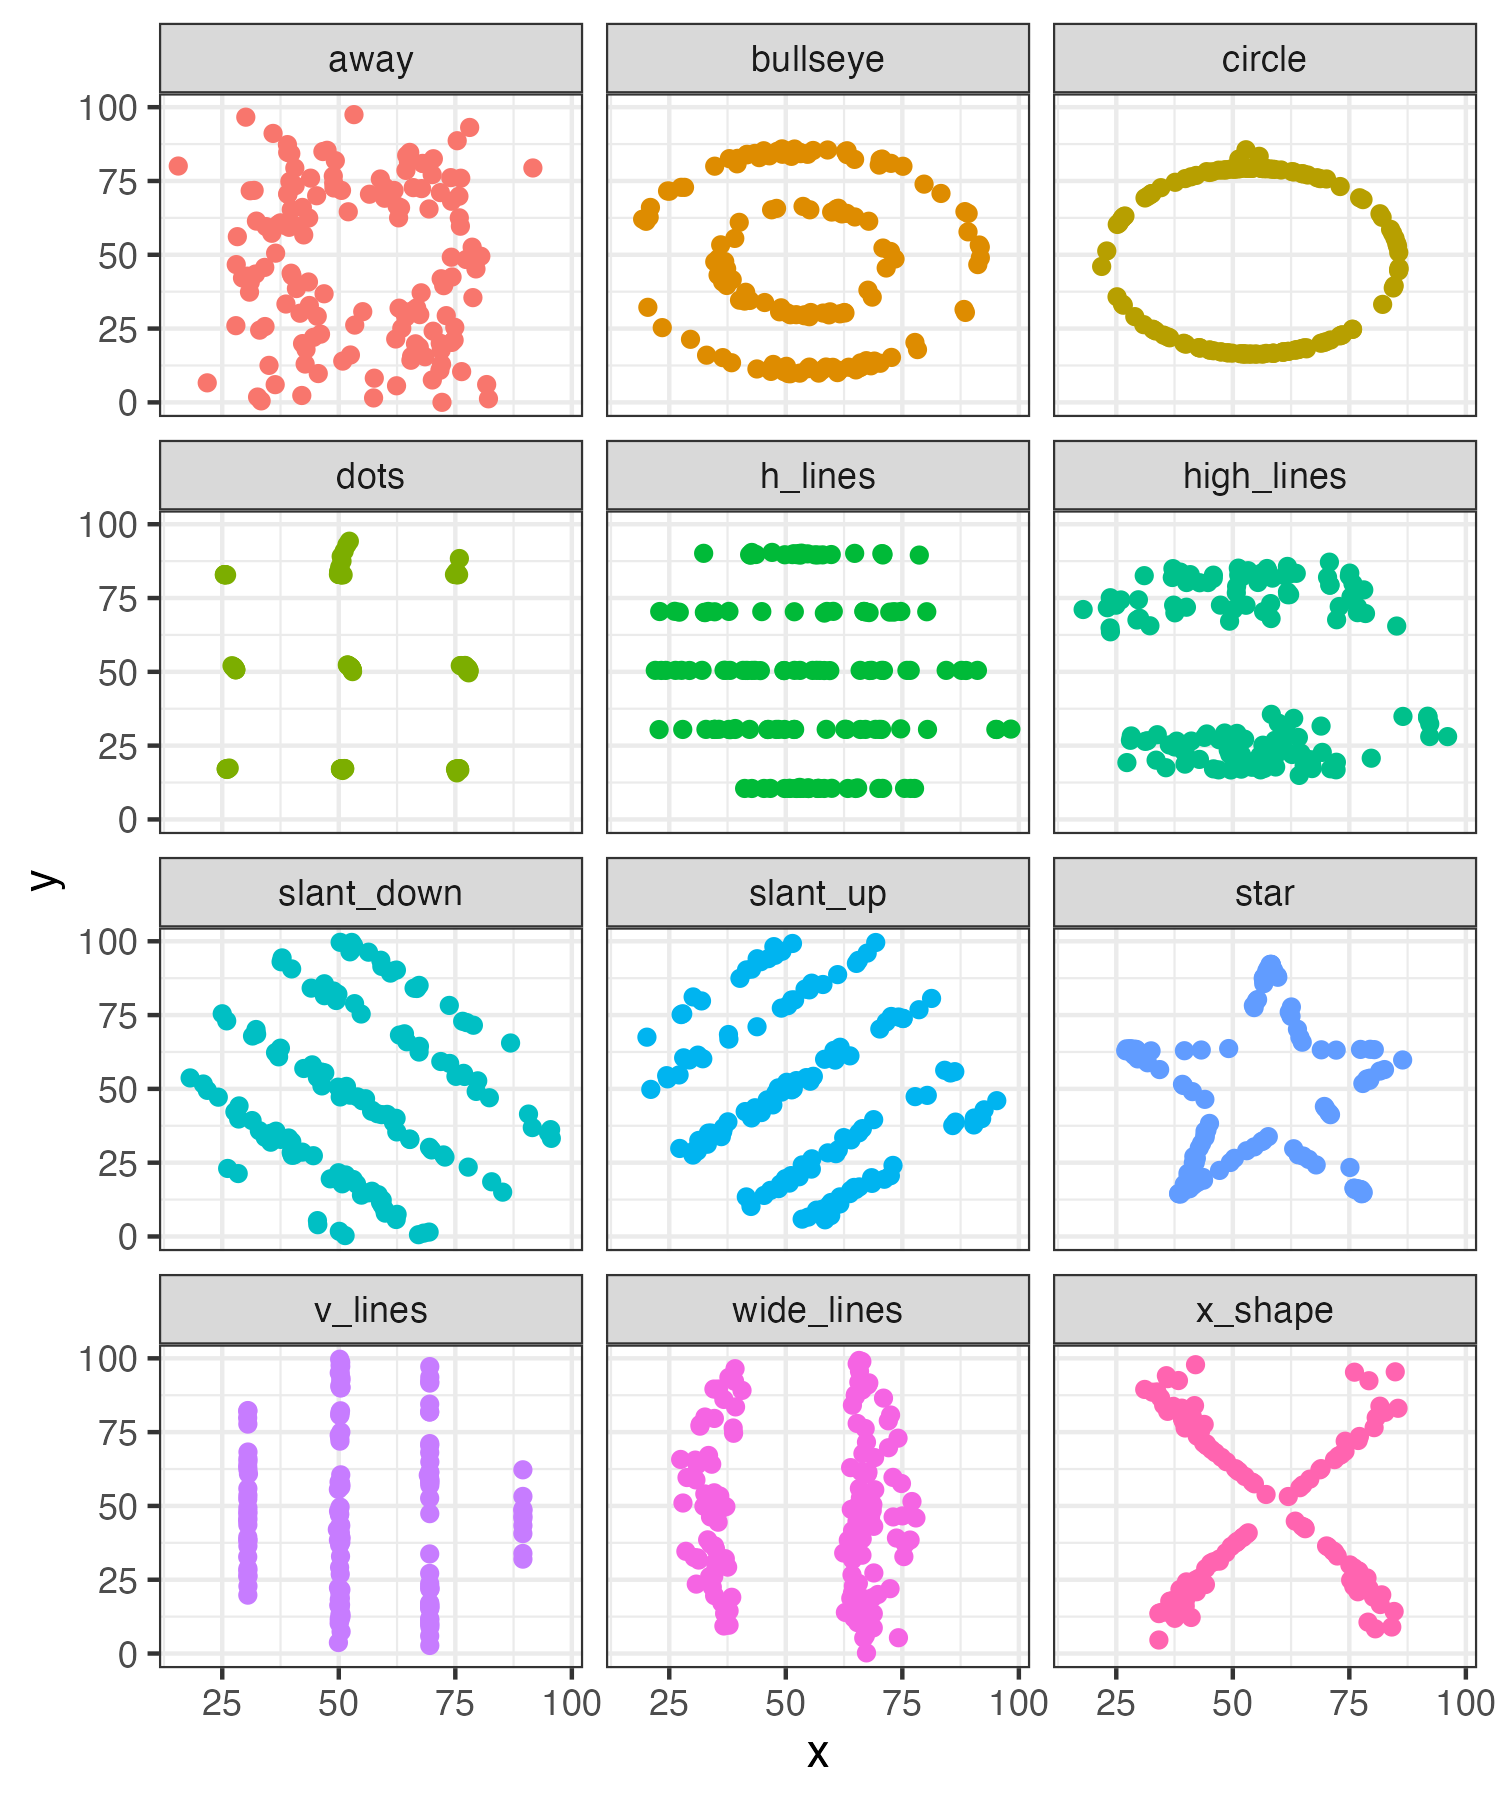 away bullseye circle
100
75
50
25
0
dots h_lines high_lines
100
75
50
25
0
y
slant_down slant_up star
100
75
50
25
0
v_lines wide_lines x_shape
100
75
50
25
0
25 50 75 100 25 50 75 100 25 50 75 100
x